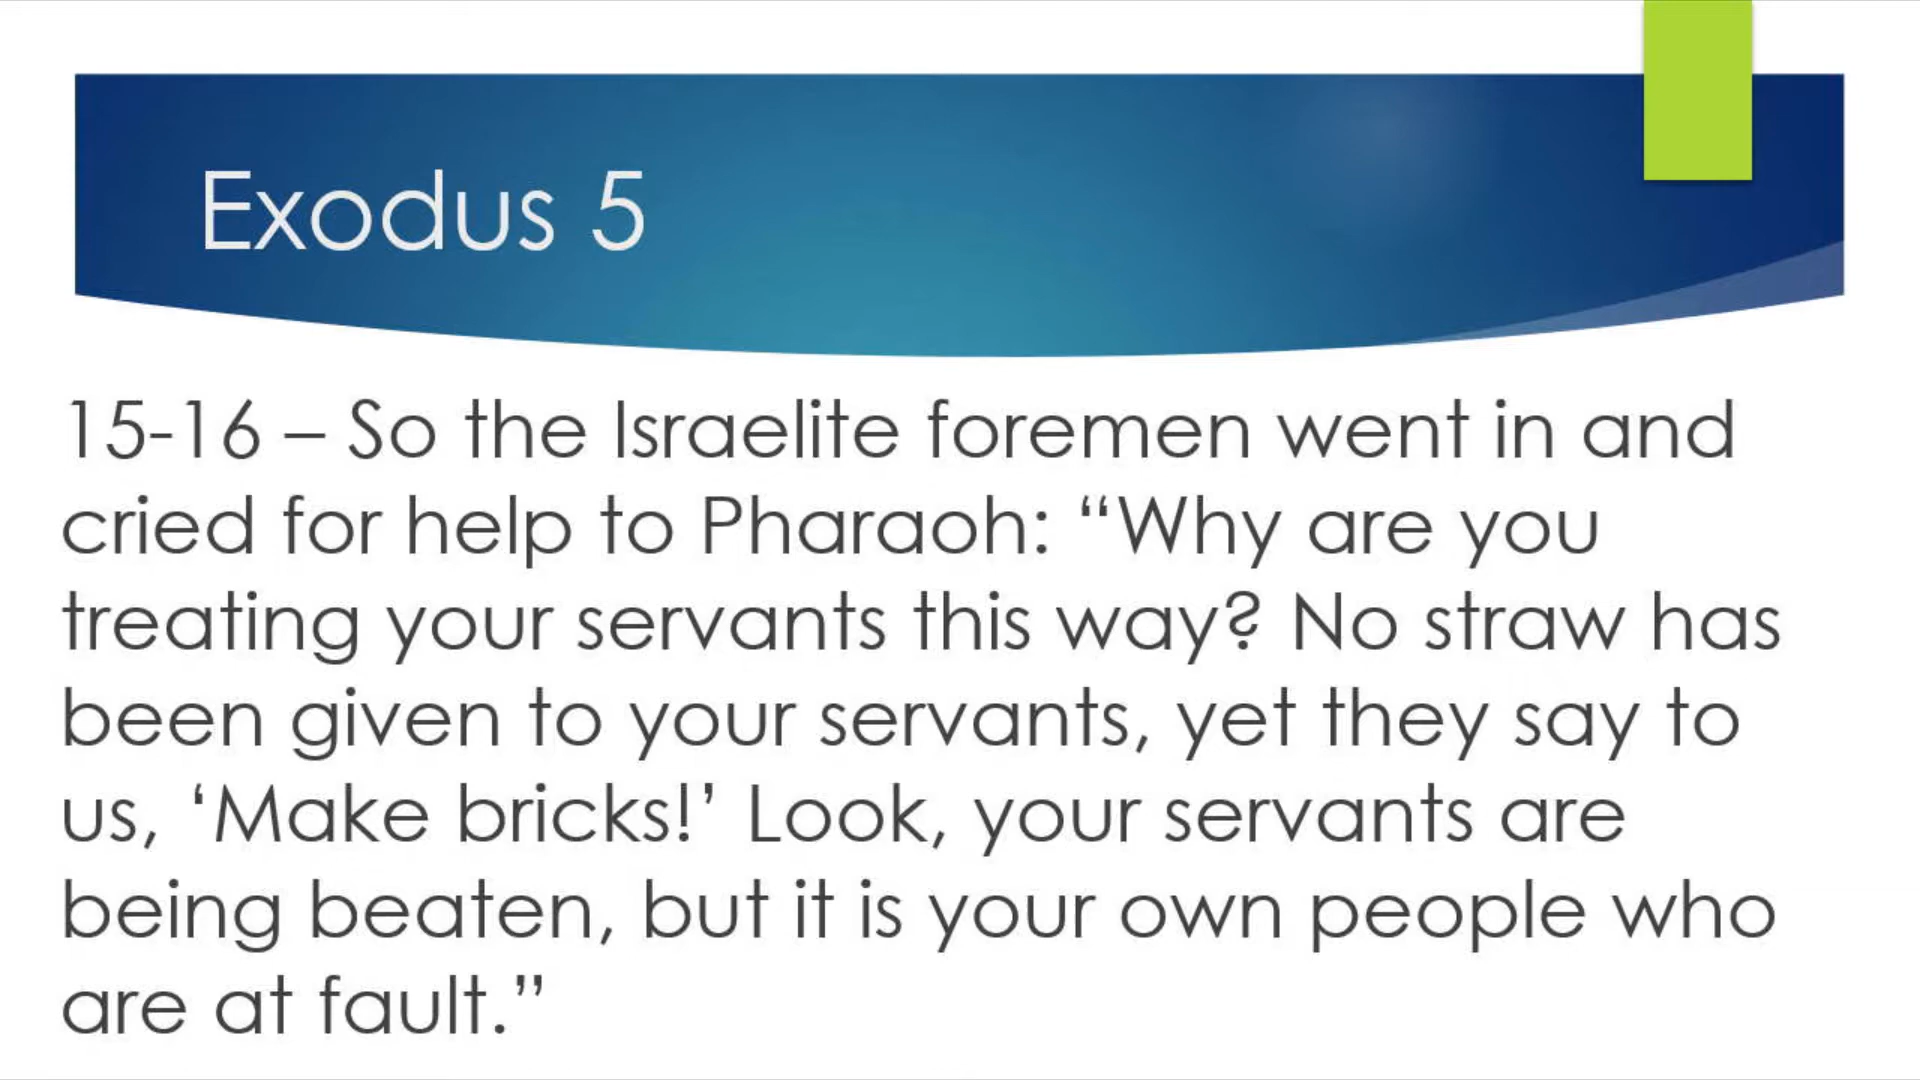 Exodus 5
15-16 – So the Israelite foremen went in and
cried for help to Pharaoh: “Why are you
treating your servants this way? No straw has
been given to your servants, yet they say to
us, ‘Make bricks!’ Look, your servants are
being beaten, but it is your own people who
are at fault.”